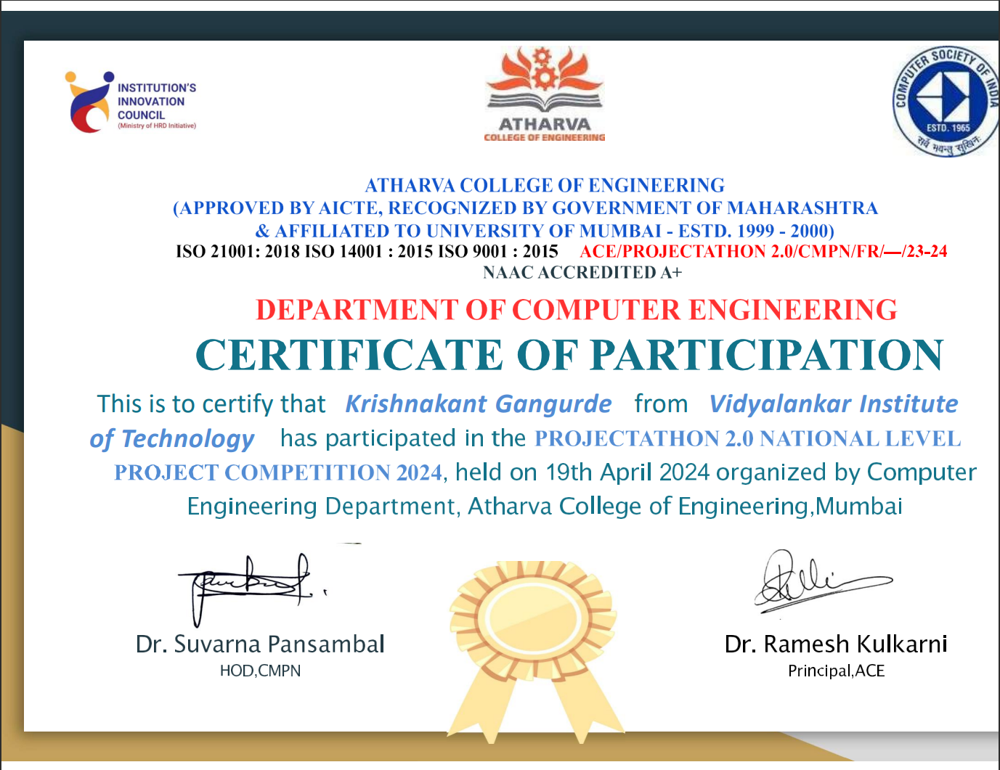 INSTITUTION'S
INNOVATION
COUNCIL
(Ministry of HRD Initiative)
ATHARVA
COLLEGE OF ENGINEERING
COMPUTER SOCIETY OF INDIA
ESTD. 1965
सर्वे भवन्तु सुखिनः
ATHARVA COLLEGE OF ENGINEERING
(APPROVED BY AICTE, RECOGNIZED BY GOVERNMENT OF MAHARASHTRA
& AFFILIATED TO UNIVERSITY OF MUMBAI - ESTD. 1999 - 2000)
ISO 21001: 2018 ISO 14001 : 2015 ISO 9001 : 2015 ACE/PROJECTATHON 2.0/CMPN/FR/—/23-24
NAAC ACCREDITED A+
DEPARTMENT OF COMPUTER ENGINEERING
CERTIFICATE OF PARTICIPATION
This is to certify that Krishnakant Gangurde from Vidyalankar Institute
of Technology has participated in the PROJECTATHON 2.0 NATIONAL LEVEL
PROJECT COMPETITION 2024, held on 19th April 2024 organized by Computer
Engineering Department, Atharva College of Engineering,Mumbai
Dr. Suvarna Pansambal
HOD,CMPN
Dr. Ramesh Kulkarni
Principal,ACE